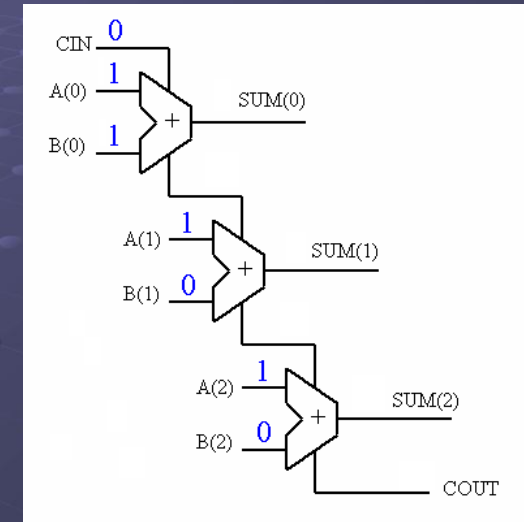 CIN 0
A(0) 1
SUM(0)
+
B(0) 1
A(1) 1
SUM(1)
+
B(1) 0
A(2) 1
SUM(2)
+
B(2) 0
COUT